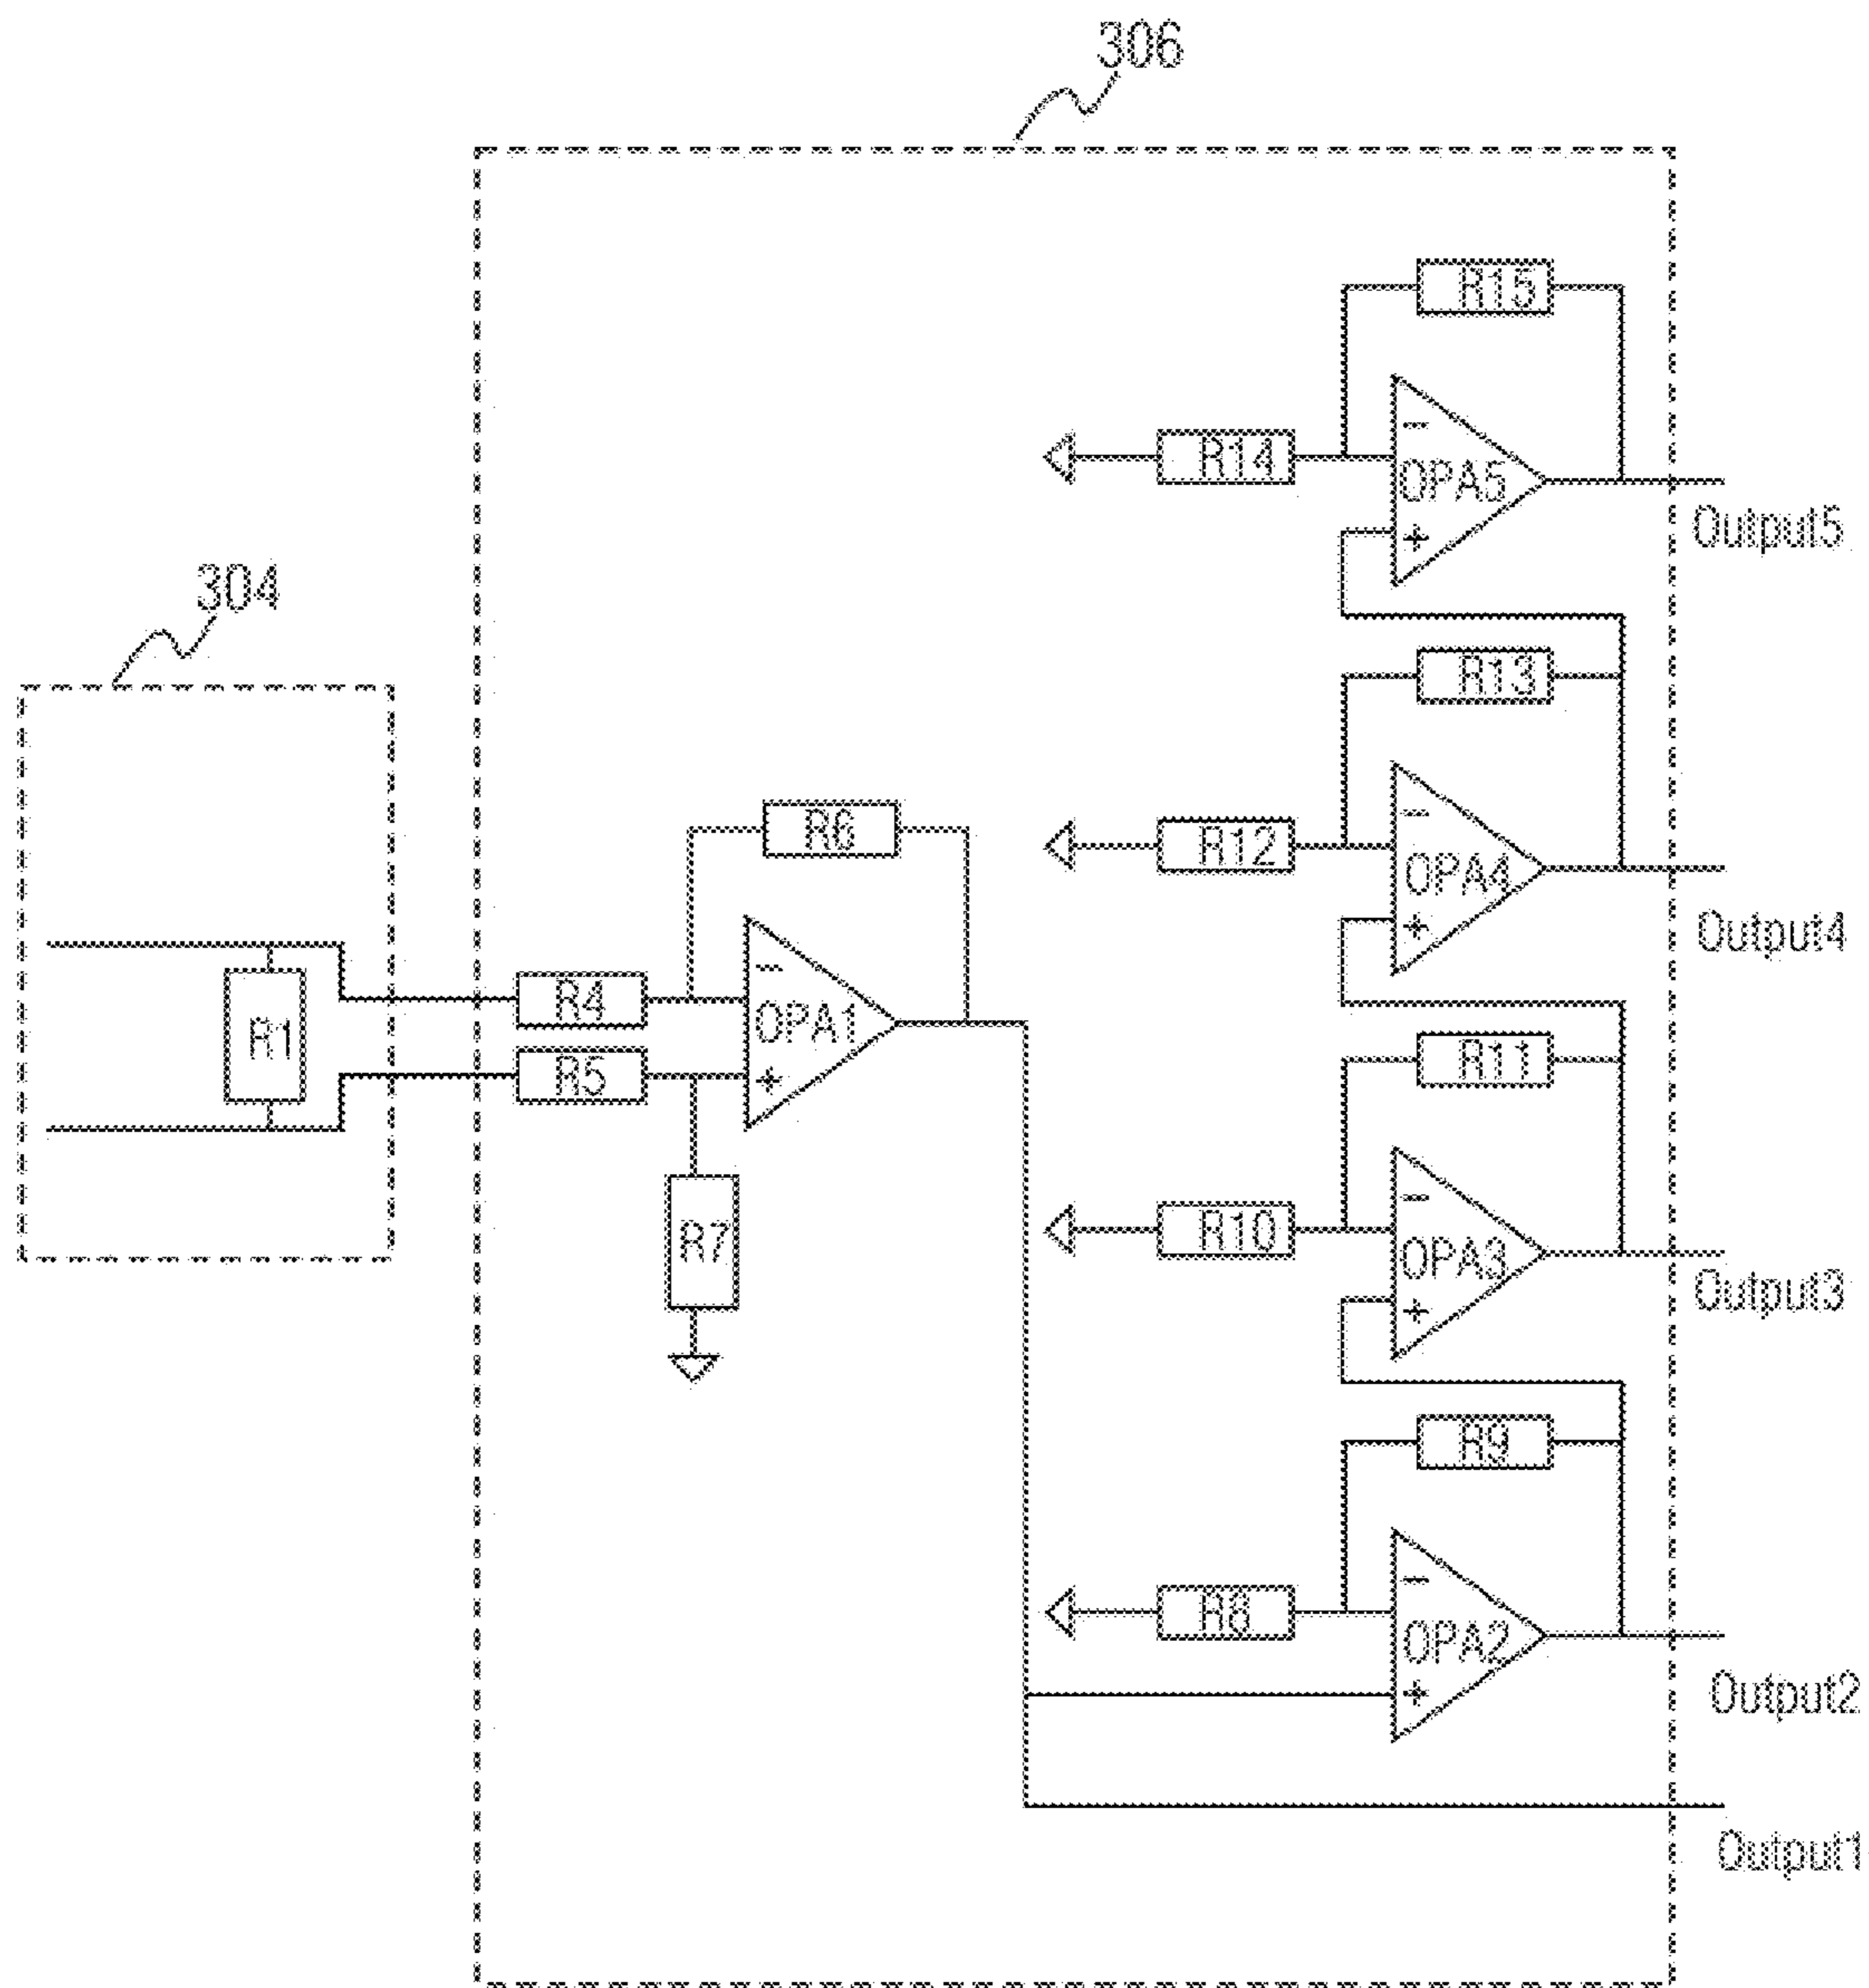 306
R15
-
R14
OPA5
+
Output5
304
R13
-
R12
OPA4
+
Output4
R6
-
R4
OPA1
R1
R5
+
R11
-
R10
OPA3
+
Output3
R7
R9
-
R8
OPA2
+
Output2
Output1